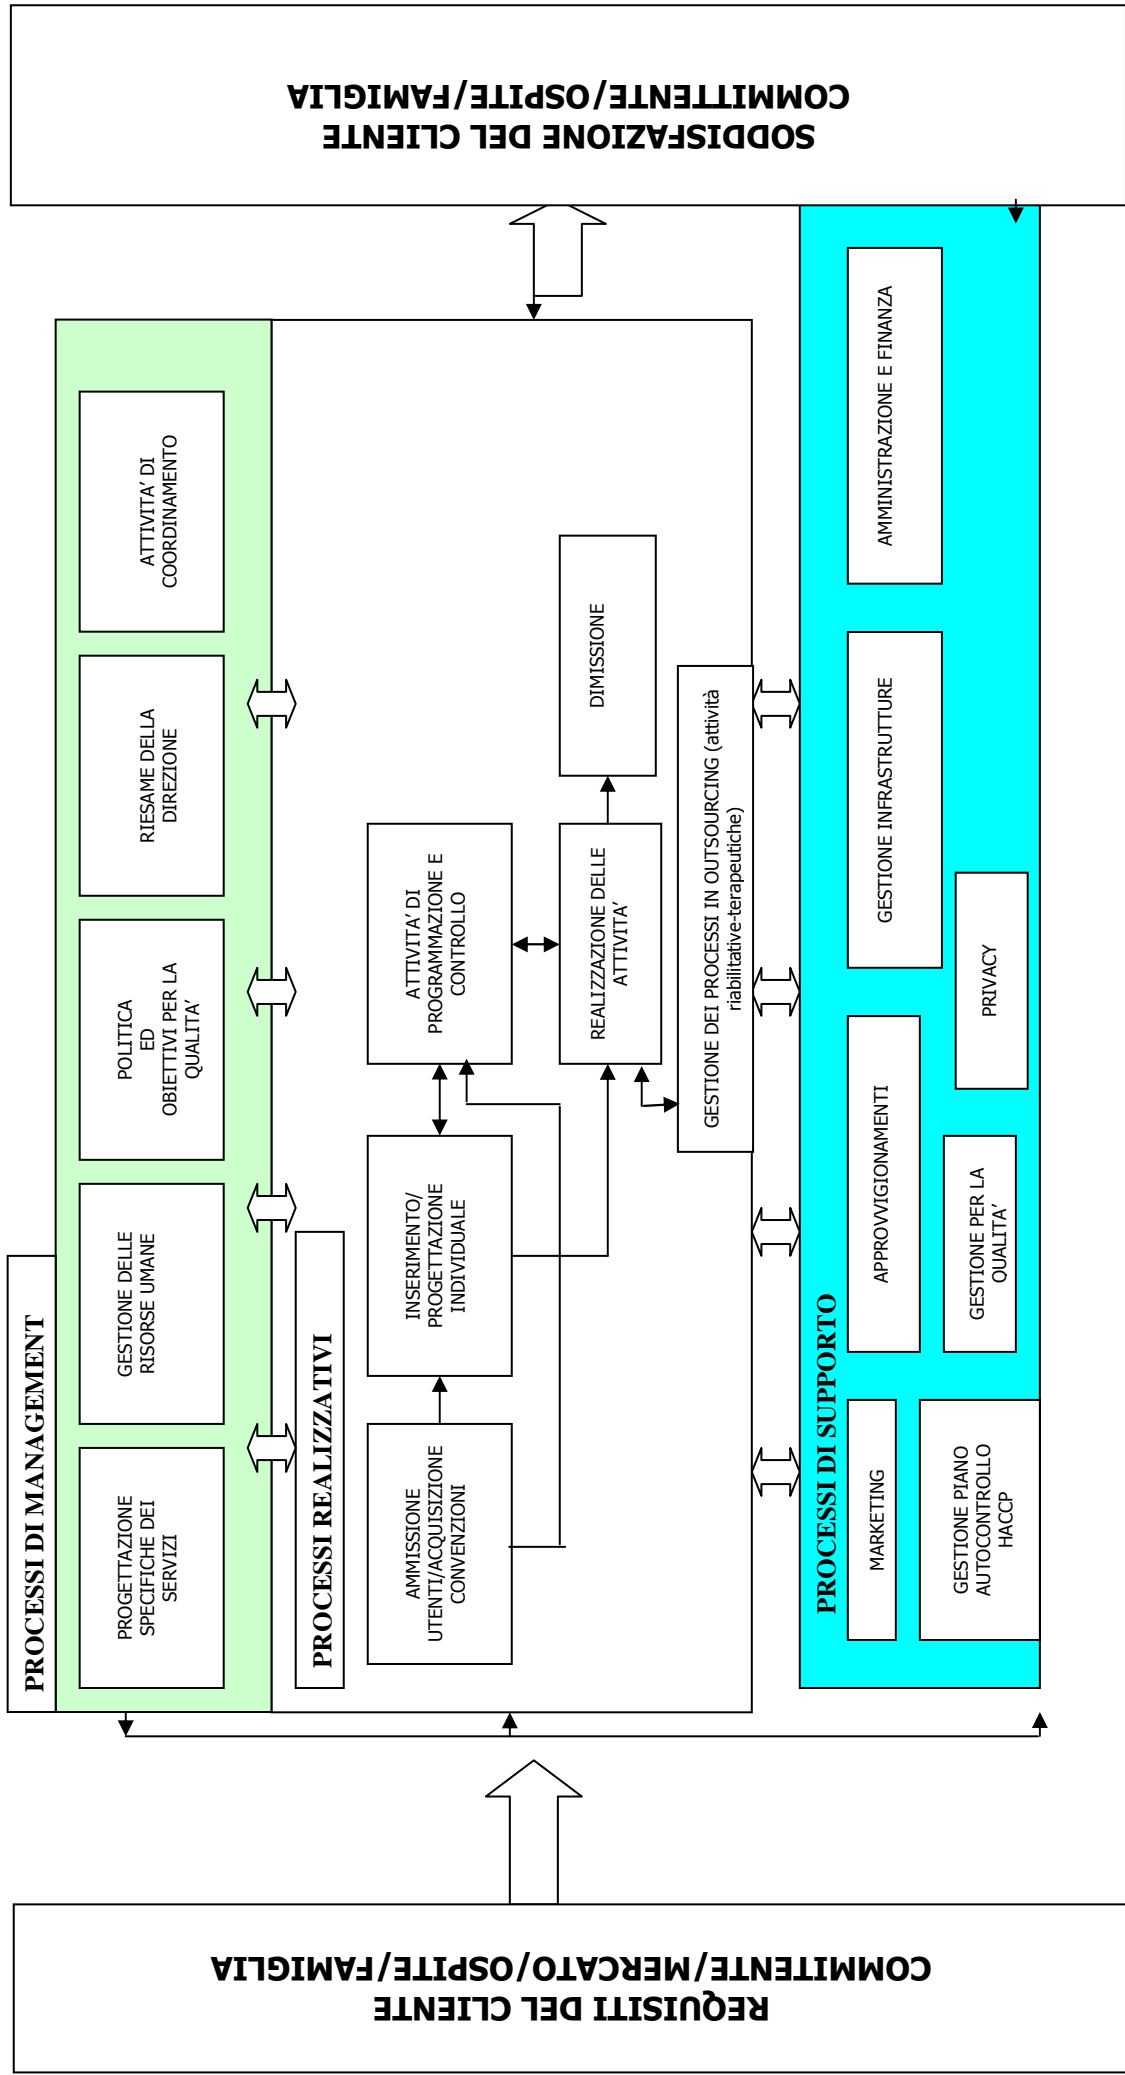 REQUISITI DEL CLIENTE
COMMITENTE/MERCATO/OSPITE/FAMIGLIA
PROCESSI DI MANAGEMENT
PROGETTAZIONE
SPECIFICHE DEI
SERVIZI
GESTIONE DELLE
RISORSE UMANE
POLITICA
ED
OBIETTIVI PER LA
QUALITA’
RIESAME DELLA
DIREZIONE
ATTIVITA’ DI
COORDINAMENTO
PROCESSI REALIZZATIVI
AMMISSIONE
UTENTI/ACQUISIZIONE
CONVENZIONI
INSERIMENTO/
PROGETTAZIONE
INDIVIDUALE
ATTIVITA’ DI
PROGRAMMAZIONE E
CONTROLLO
REALIZZAZIONE DELLE
ATTIVITA’
DIMISSIONE
GESTIONE DEI PROCESSI IN OUTSOURCING (attività
riabilitative-terapeutiche)
PROCESSI DI SUPPORTO
MARKETING
APPROVVIGIONAMENTI
GESTIONE INFRASTRUTTURE
AMMINISTRAZIONE E FINANZA
GESTIONE PIANO
AUTOCONTROLLO
HACCP
GESTIONE PER LA
QUALITA’
PRIVACY
SODDISFAZIONE DEL CLIENTE
COMMITTENTE/OSPITE/FAMIGLIA